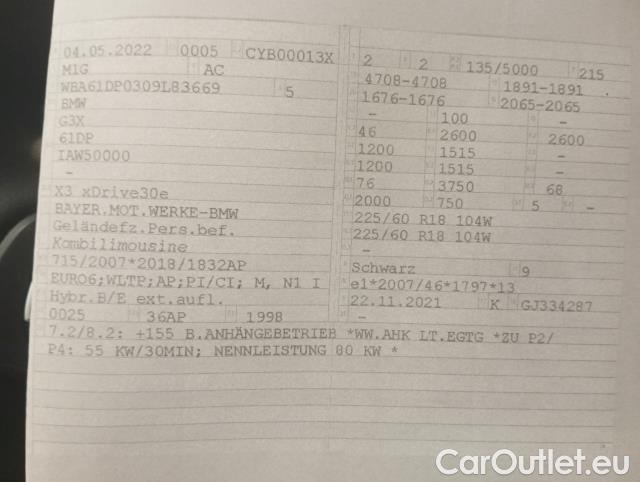 04.05.2022 0005 CYB00013X
M1G AC
WBA61DP0309L83669 5
BMW
G3X
61DP
IAW50000
-
X3 xDrive30e
BAYER.MOT.WERKE-BMW
Geländefz.Pers.bef.
Kombilimousine
715/2007*2018/1832AP
EURO6;WLTP;AP;PI/CI; M, N1 I
Hybr.B/E ext.aufl.
0025 36AP 1998
2 2 135/5000 215
4708-4708 1891-1891
1676-1676 2065-2065
- 100 -
46 2600 2600
1200 1515 -
1200 1515 -
76 3750 68
2000 750 5 -
225/60 R18 104W
225/60 R18 104W
-
Schwarz 9
e1*2007/46*1797*13
22.11.2021 K GJ334287
-
7.2/8.2: +155 B.ANHÄNGEBETRIEB *WW.AHK LT.EGTG *ZU P2/
P4: 55 KW/30MIN; NENNLEISTUNG 80 KW *
CarOutlet.eu